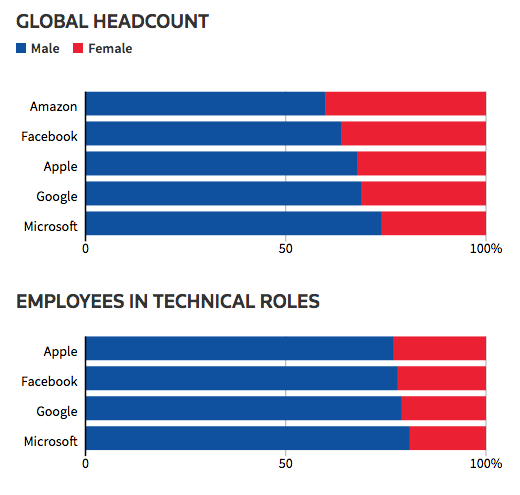 GLOBAL HEADCOUNT
Male Female
Amazon
Facebook
Apple
Google
Microsoft
0 50 100%
EMPLOYEES IN TECHNICAL ROLES
Apple
Facebook
Google
Microsoft
0 50 100%